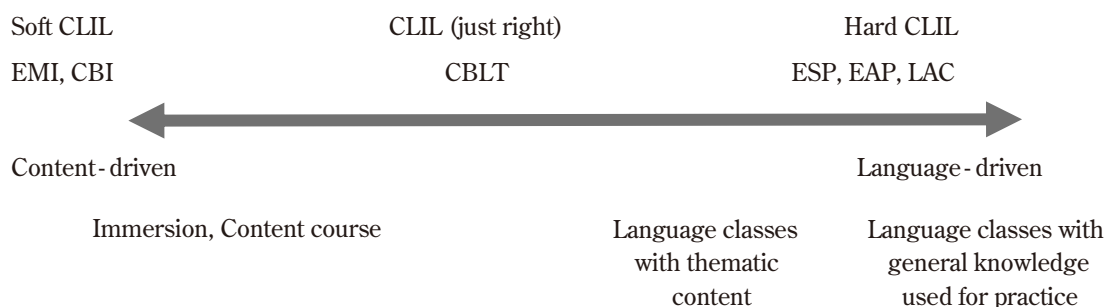 Soft CLIL CLIL (just right) Hard CLIL
EMI, CBI CBLT ESP, EAP, LAC
Content-driven Language-driven
Immersion, Content course
Language classes
with thematic
content
Language classes with
general knowledge
used for practice